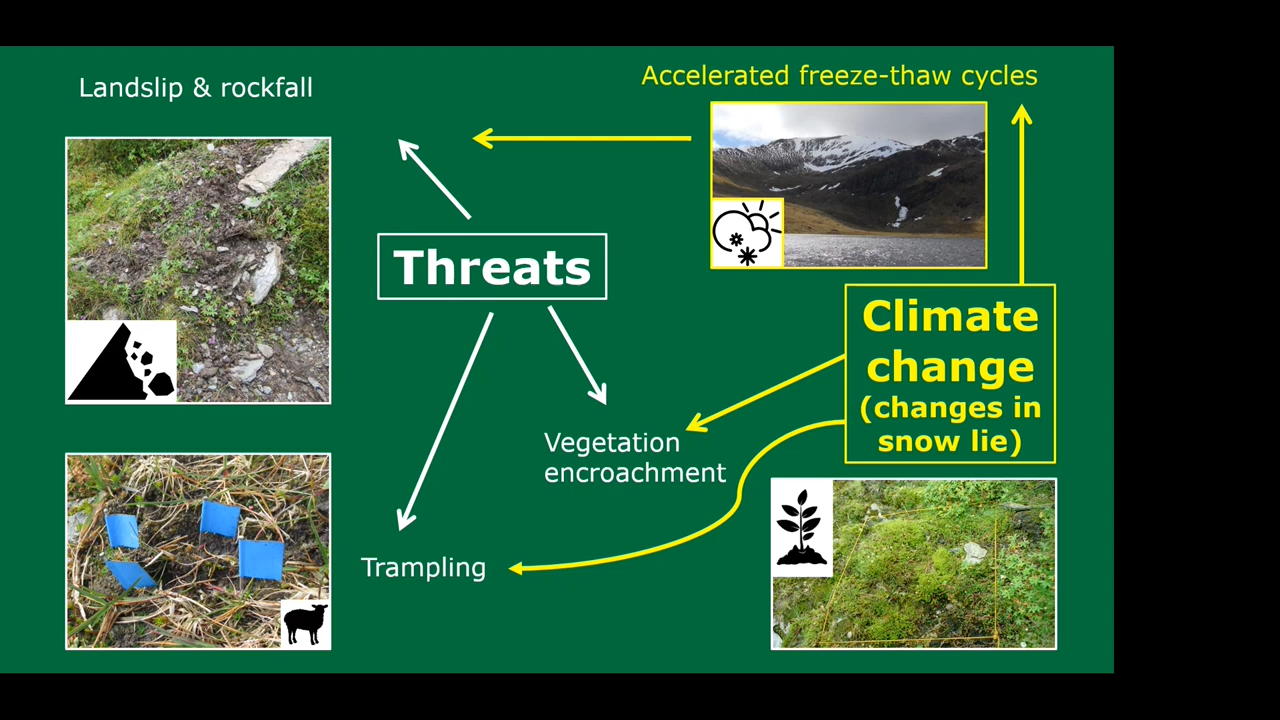 Landslip & rockfall
Accelerated freeze-thaw cycles
Threats
Climate
change
(changes in
snow lie)
Vegetation
encroachment
Trampling